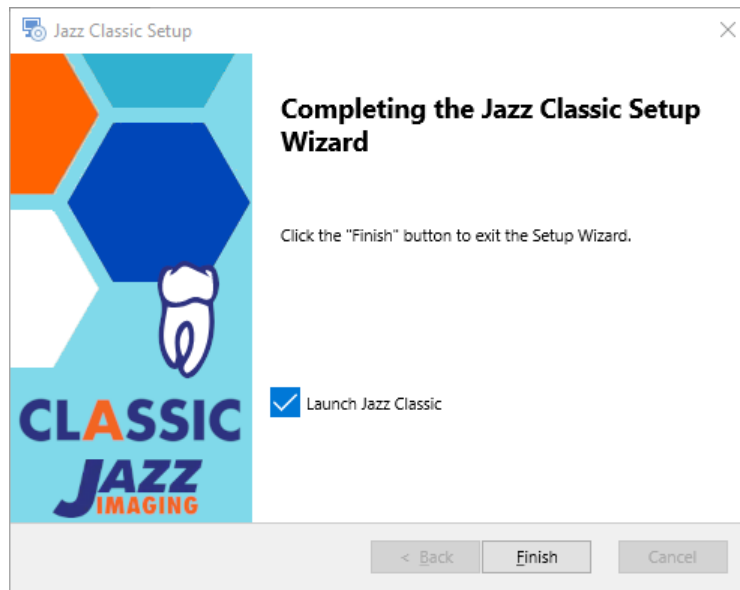 Jazz Classic Setup
Completing the Jazz Classic Setup
Wizard
Click the "Finish" button to exit the Setup Wizard.
Launch Jazz Classic
CLASSIC
JAZZ
IMAGING
< Back
Finish
Cancel